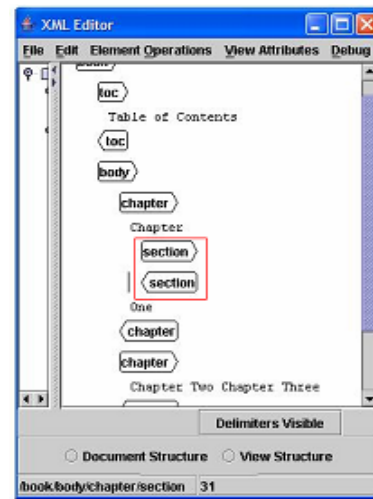 XML Editor
File Edit Element Operations View Attributes Debug
toc
Table of Contents
toc
body
chapter
Chapter
section
section
One
chapter
chapter
Chapter Two Chapter Three
Delimiters Visible
Document Structure View Structure
/book/body/chapter/section 31